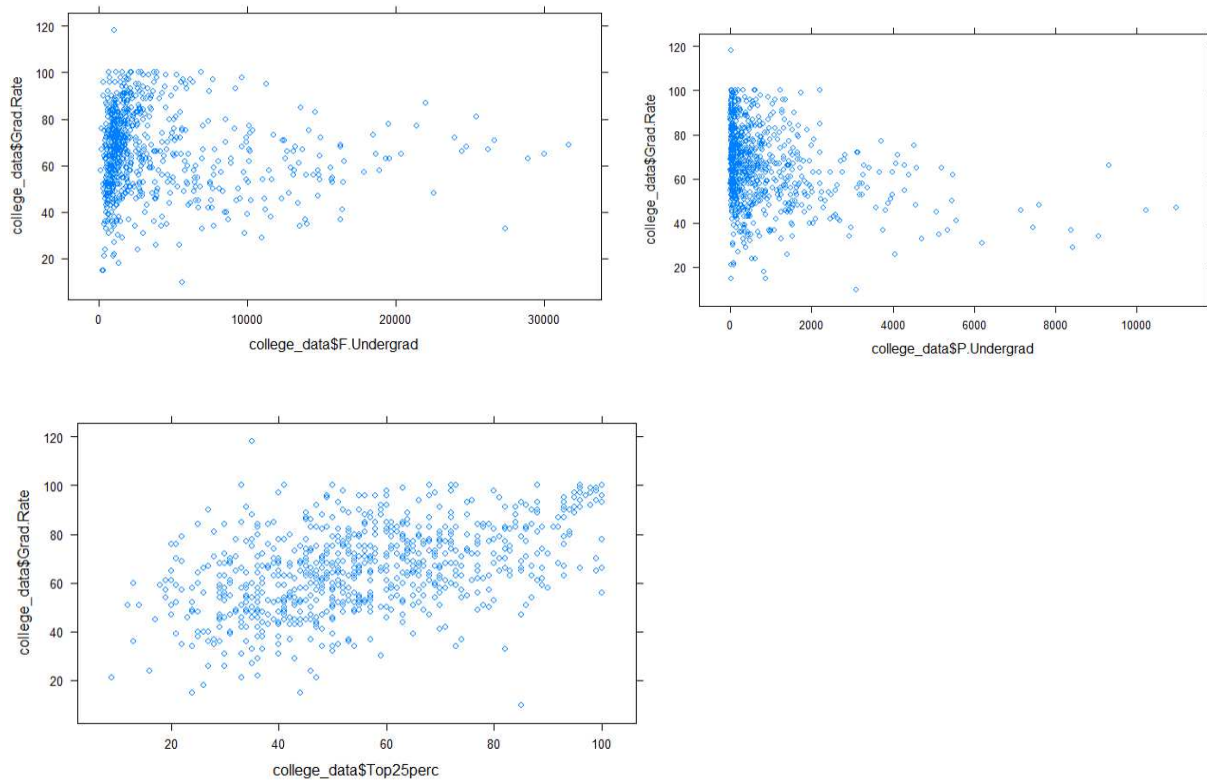 120
100
80
60
40
20
college_data$Grad.Rate
0 10000 20000 30000
college_data$F.Undergrad
120
100
80
60
40
20
college_data$Grad.Rate
0 2000 4000 6000 8000 10000
college_data$P.Undergrad
120
100
80
60
40
20
college_data$Grad.Rate
20 40 60 80 100
college_data$Top25perc